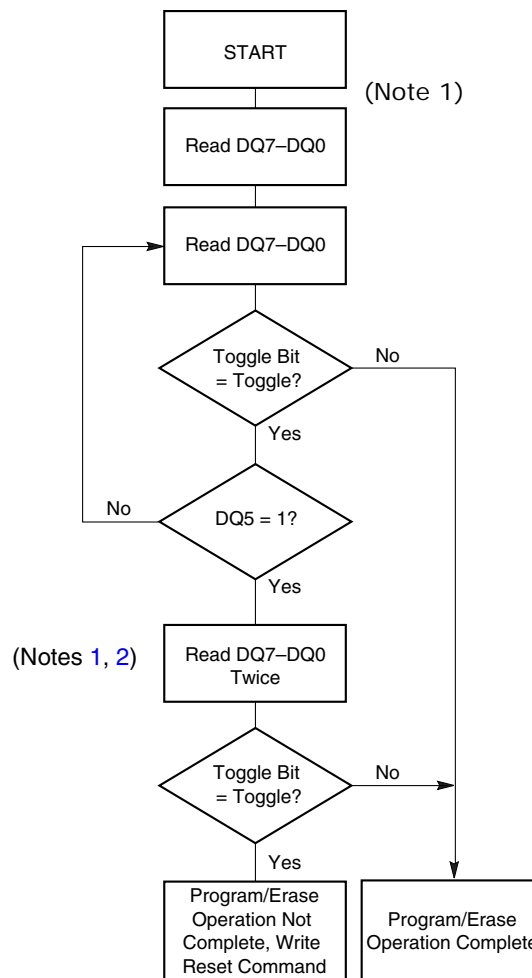 START
(Note 1)
Read DQ7–DQ0
Read DQ7–DQ0
Toggle Bit
= Toggle?
No
Yes
No
DQ5 = 1?
Yes
(Notes 1, 2)
Read DQ7–DQ0
Twice
Toggle Bit
= Toggle?
No
Yes
Program/Erase
Operation Not
Complete, Write
Reset Command
Program/Erase
Operation Complete